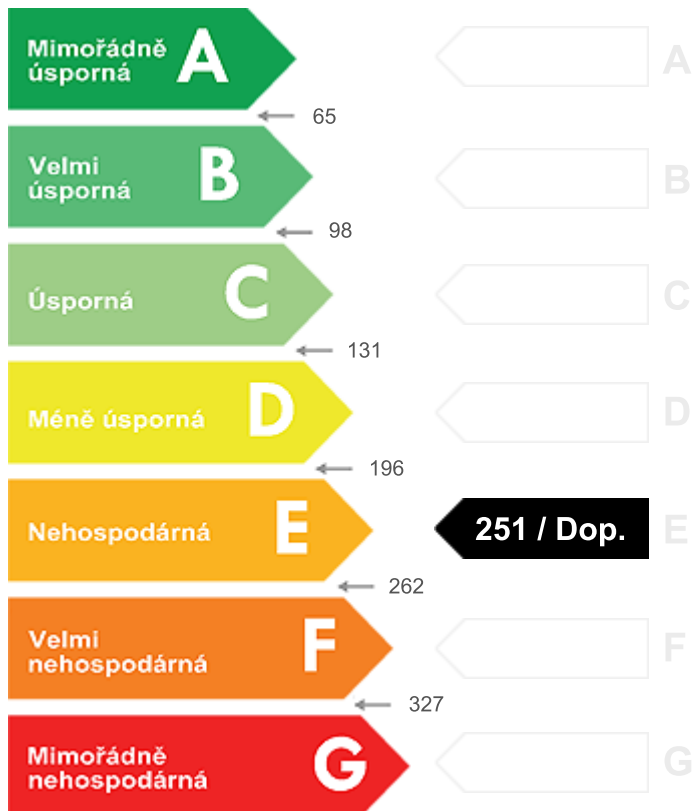 Mimořádně
úsporná
A
A
65
Velmi
úsporná
B
B
98
Úsporná
C
C
131
Méně úsporná
D
D
196
Nehospodárná
E
251 / Dop.
E
262
Velmi
nehospodárná
F
F
327
Mimořádně
nehospodárná
G
G